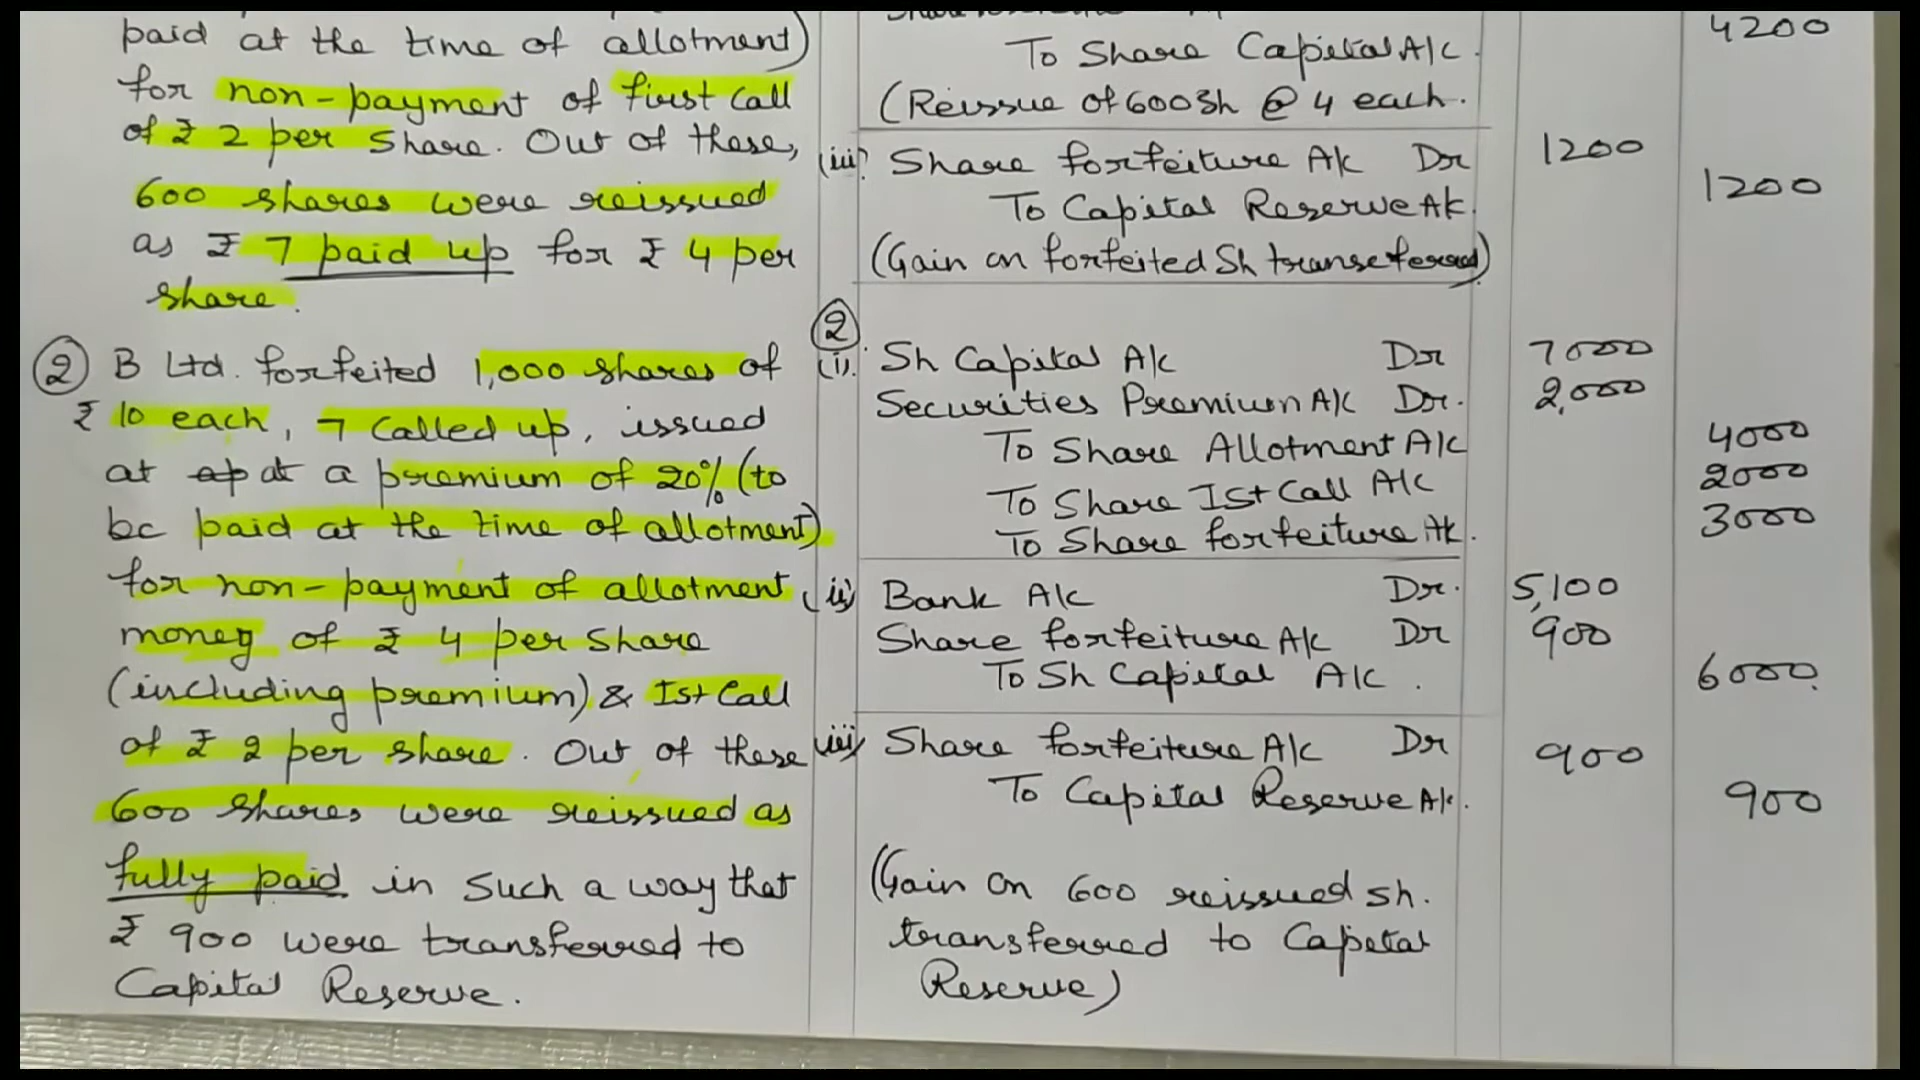 paid at the time of allotment)
for non-payment of first call
of ₹ 2 per share. Out of these,
600 shares were reissued
as ₹ 7 paid up for ₹ 4 per
share.
② B Ltd. forfeited 1,000 shares of
₹ 10 each, 7 called up, issued
at at a premium of 20% (to
be paid at the time of allotment)
for non-payment of allotment
money of ₹ 4 per share
(including premium) & Ist Call
of ₹ 2 per share. Out of these
600 shares were reissued as
fully paid in such a way that
₹ 900 were transferred to
Capital Reserve.
To Share Capital A/c. 4200
(Reissue of 600 Sh @ 4 each.
(iii) Share forfeiture A/c Dr 1200
To Capital Reserve A/c. 1200
(Gain on forfeited Sh transferred)
②
(i). Sh Capital A/c Dr 7000
Securities Premium A/c Dr. 2,000
To Share Allotment A/c 4000
To Share Ist Call A/c 2000
To Share forfeiture A/c. 3000
(ii) Bank A/c Dr. 5,100
Share forfeiture A/c Dr 900
To Sh Capital A/c. 6000
(iii) Share forfeiture A/c Dr 900
To Capital Reserve A/c. 900
(Gain on 600 reissued sh.
transferred to Capital
Reserve)